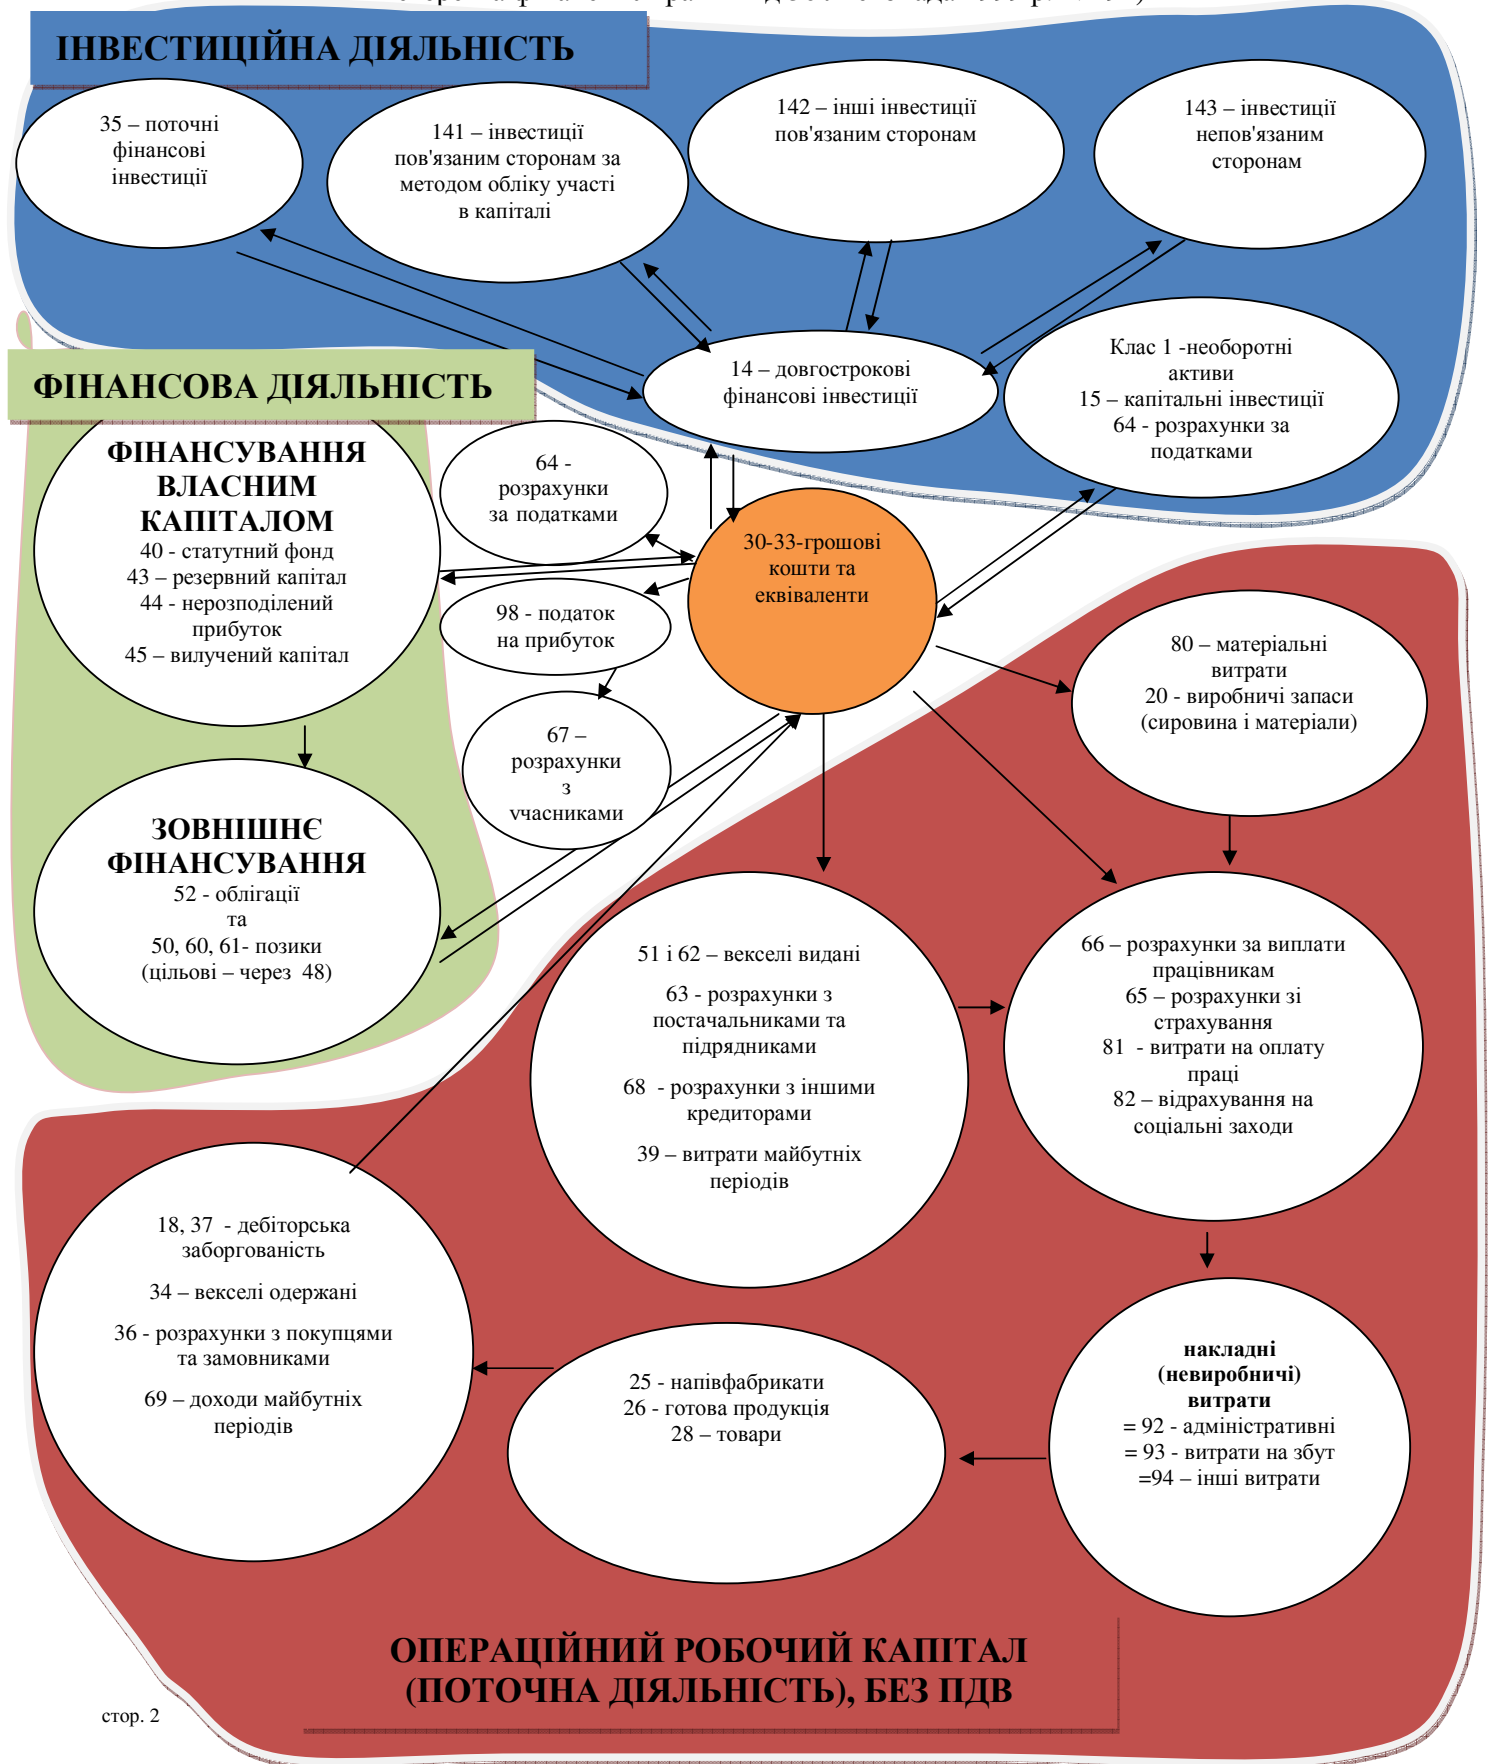 ІНВЕСТИЦІЙНА ДІЯЛЬНІСТЬ
35 – поточні
фінансові
інвестиції
141 – інвестиції
пов'язаним сторонам за
методом обліку участі
в капіталі
142 – інші інвестиції
пов'язаним сторонам
143 – інвестиції
непов'язаним
сторонам
14 – довгострокові
фінансові інвестиції
Клас 1 -необоротні
активи
15 – капітальні інвестиції
64 - розрахунки за
податками
ФІНАНСОВА ДІЯЛЬНІСТЬ
ФІНАНСУВАННЯ
ВЛАСНИМ
КАПІТАЛОМ
40 - статутний фонд
43 – резервний капітал
44 - нерозподілений
прибуток
45 – вилучений капітал
64 -
розрахунки
за податками
98 - податок
на прибуток
67 –
розрахунки
з
учасниками
30-33-грошові
кошти та
еквіваленти
ЗОВНІШНЄ
ФІНАНСУВАННЯ
52 - облігації
та
50, 60, 61- позики
(цільові – через 48)
80 – матеріальні
витрати
20 - виробничі запаси
(сировина і матеріали)
51 і 62 – векселі видані
63 - розрахунки з
постачальниками та
підрядниками
68 - розрахунки з іншими
кредиторами
39 – витрати майбутніх
періодів
66 – розрахунки за виплати
працівникам
65 – розрахунки зі
страхування
81 - витрати на оплату
праці
82 – відрахування на
соціальні заходи
18, 37 - дебіторська
заборгованість
34 – векселі одержані
36 - розрахунки з покупцями
та замовниками
69 – доходи майбутніх
періодів
25 - напівфабрикати
26 - готова продукція
28 – товари
накладні
(невиробничі)
витрати
= 92 - адміністративні
= 93 - витрати на збут
=94 – інші витрати
ОПЕРАЦІЙНИЙ РОБОЧИЙ КАПІТАЛ
(ПОТОЧНА ДІЯЛЬНІСТЬ), БЕЗ ПДВ
стор. 2